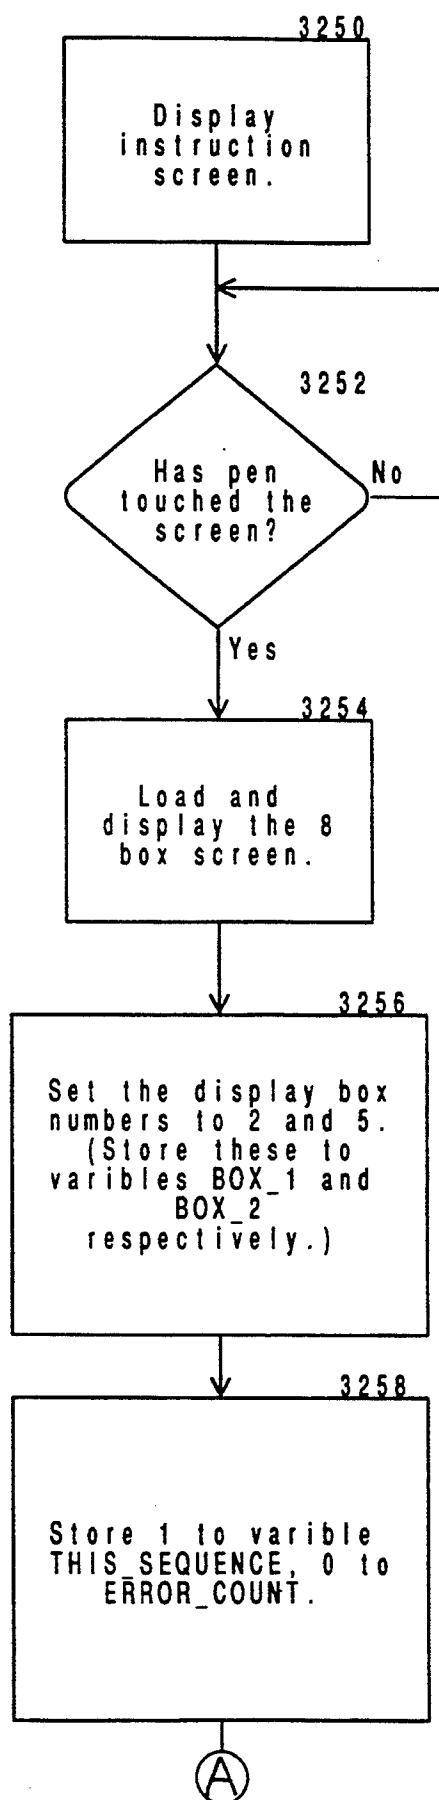 3250
Display
instruction
screen.
3252
Has pen
touched the
screen?
No
Yes
3254
Load and
display the 8
box screen.
3256
Set the display box
numbers to 2 and 5.
(Store these to
varibles BOX_1 and
BOX_2
respectively.)
3258
Store 1 to varible
THIS_SEQUENCE, 0 to
ERROR_COUNT.
A